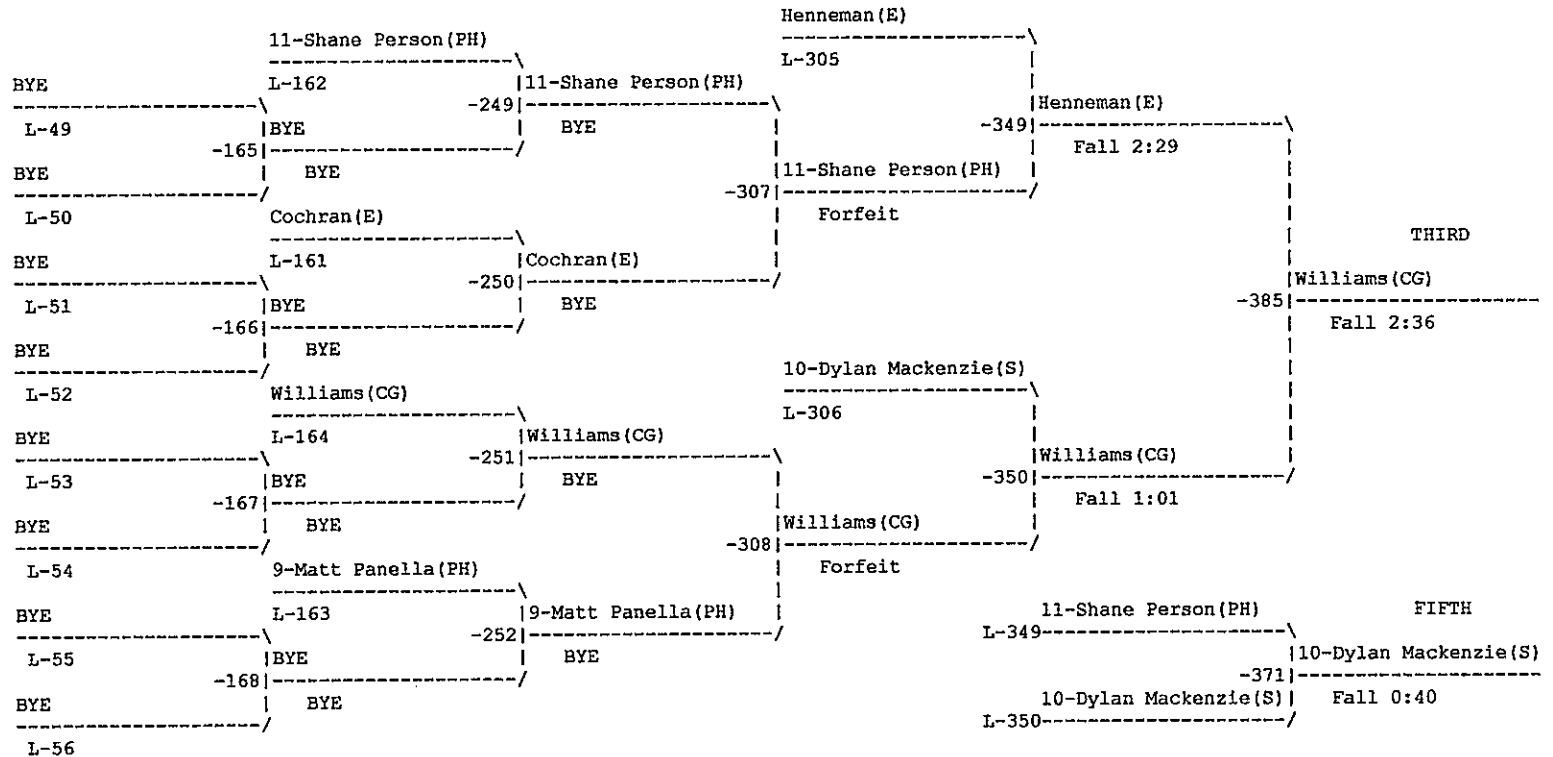 Henneman(E)
11-Shane Person(PH)
L-305
BYE
L-162
11-Shane Person(PH)
-249
Henneman(E)
L-49
BYE
BYE
-349
-165
Fall 2:29
BYE
BYE
11-Shane Person(PH)
-307
L-50
Cochran(E)
Forfeit
THIRD
BYE
L-161
Cochran(E)
-250
Williams(CG)
L-51
BYE
BYE
-385
-166
Fall 2:36
BYE
BYE
10-Dylan Mackenzie(S)
L-52
Williams(CG)
L-306
BYE
L-164
Williams(CG)
-251
Williams(CG)
L-53
BYE
BYE
-350
-167
Fall 1:01
BYE
BYE
Williams(CG)
-308
L-54
9-Matt Panella(PH)
Forfeit
BYE
L-163
9-Matt Panella(PH)
11-Shane Person(PH)
FIFTH
-252
L-349
L-55
BYE
BYE
10-Dylan Mackenzie(S)
-168
-371
BYE
BYE
10-Dylan Mackenzie(S)
Fall 0:40
L-350
L-56